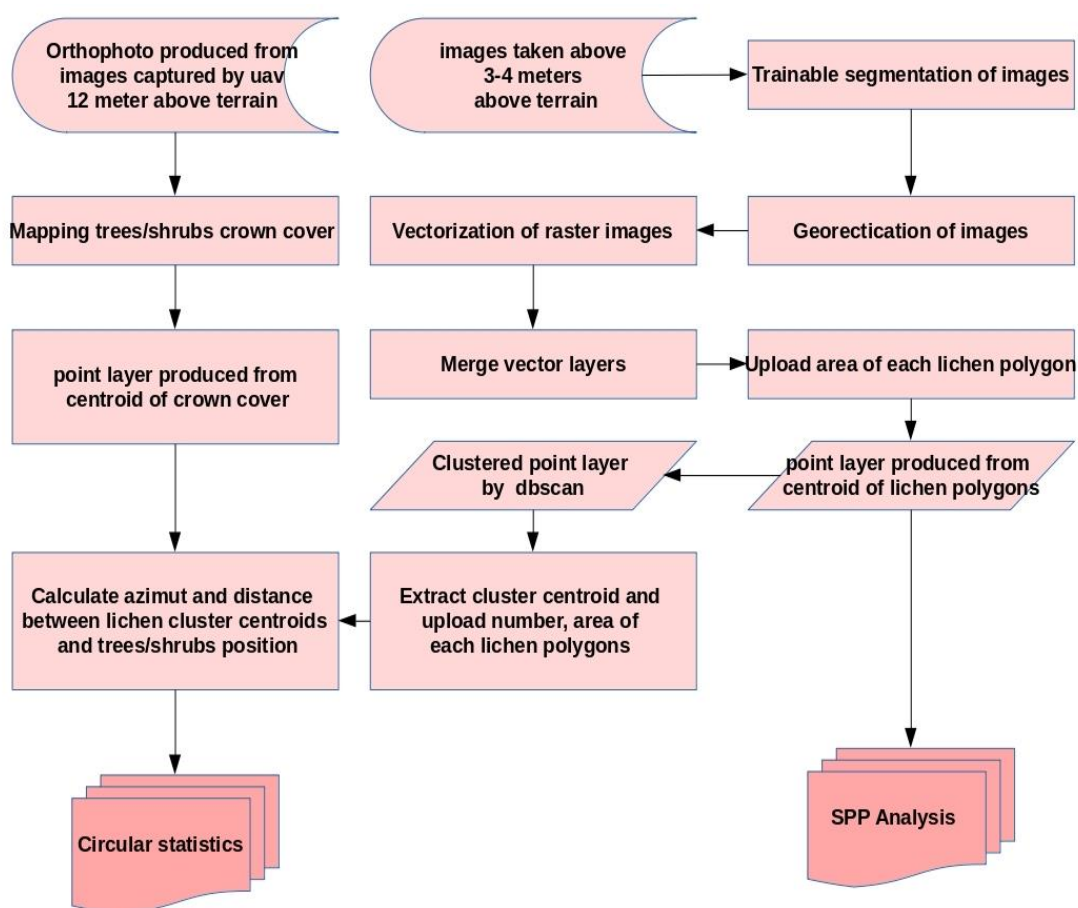 Orthophoto produced from
images captured by uav
12 meter above terrain
images taken above
3-4 meters
above terrain
Trainable segmentation of images
Mapping trees/shrubs crown cover
Vectorization of raster images
Georectication of images
point layer produced from
centroid of crown cover
Merge vector layers
Upload area of each lichen polygon
Clustered point layer
by dbscan
point layer produced from
centroid of lichen polygons
Calculate azimut and distance
between lichen cluster centroids
and trees/shrubs position
Extract cluster centroid and
upload number, area of
each lichen polygons
Circular statistics
SPP Analysis